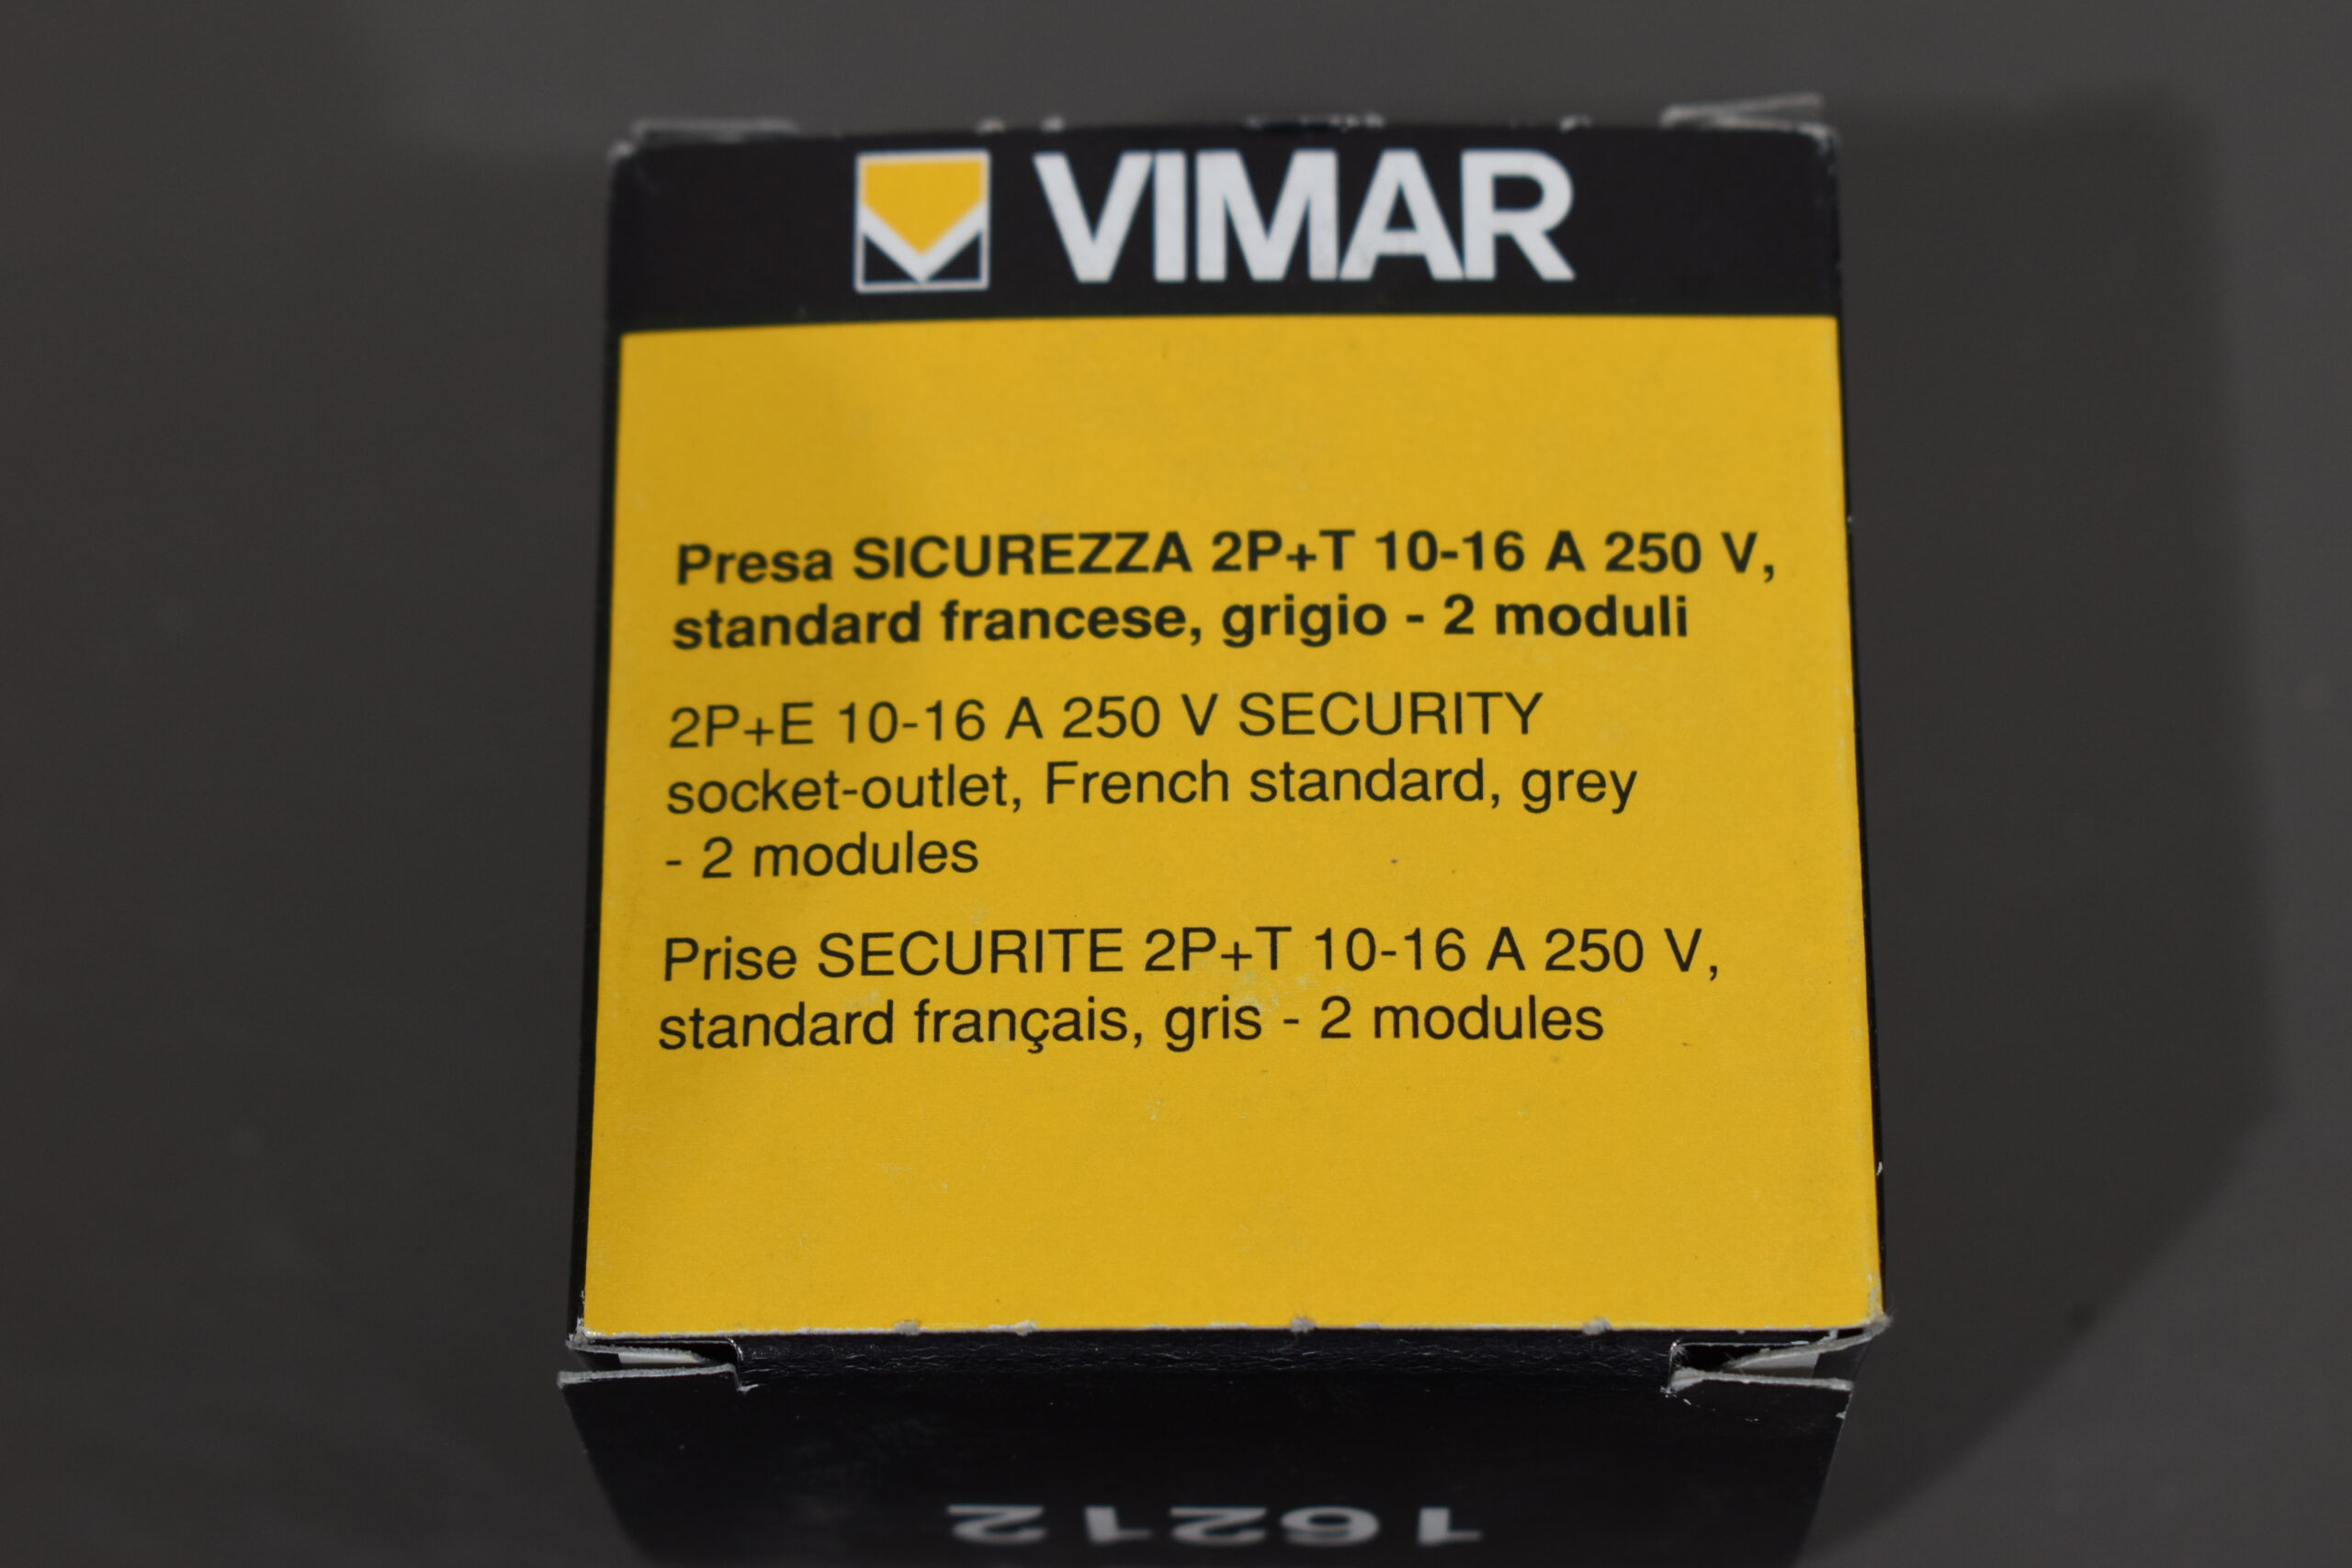 VIMAR
Presa SICUREZZA 2P+T 10-16 A 250 V,
standard francese, grigio - 2 moduli
2P+E 10-16 A 250 V SECURITY
socket-outlet, French standard, grey
- 2 modules
Prise SECURITE 2P+T 10-16 A 250 V,
standard français, gris - 2 modules
16212